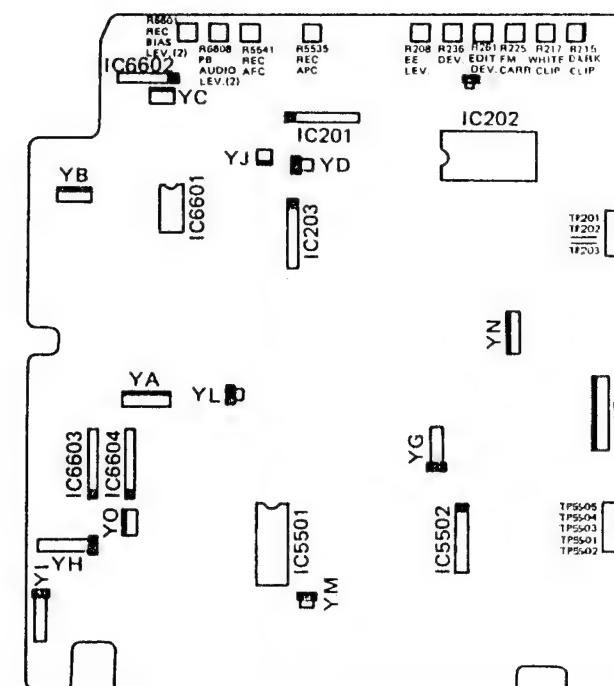 R6601
REC
BIAS
LEV.(2)
R6608
PB
AUDIO
LEV.(2)
R5541
REC
AFC
R5535
REC
APC
R208
EE
LEV.
R236
DEV.
R261
EDIT
DEV.
R225
FM
CARR
R217
WHITE
CLIP
R215
DARK
CLIP
IC6602
YC
IC201
IC202
YJ
YD
YB
IC6601
IC203
TP201
TP202
TP203
YN
YA
YL
YG
IC6603
IC6604
YO
IC5501
IC5502
TP5505
TP5504
TP5503
TP5501
TP5502
YH
YI
YM